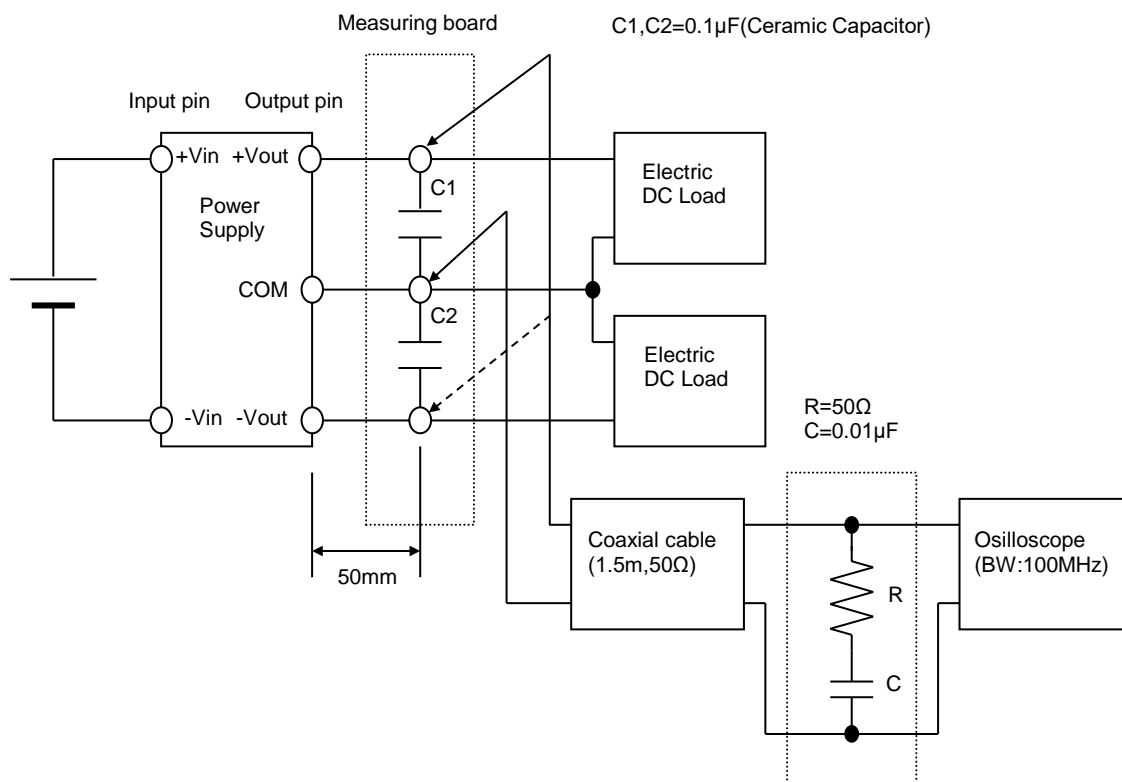 Measuring board
C1,C2=0.1µF(Ceramic Capacitor)
Input pin
Output pin
+Vin
+Vout
C1
Electric
DC Load
Power
Supply
COM
C2
Electric
DC Load
-Vin
-Vout
R=50Ω
C=0.01µF
50mm
Coaxial cable
(1.5m,50Ω)
R
C
Osilloscope
(BW:100MHz)